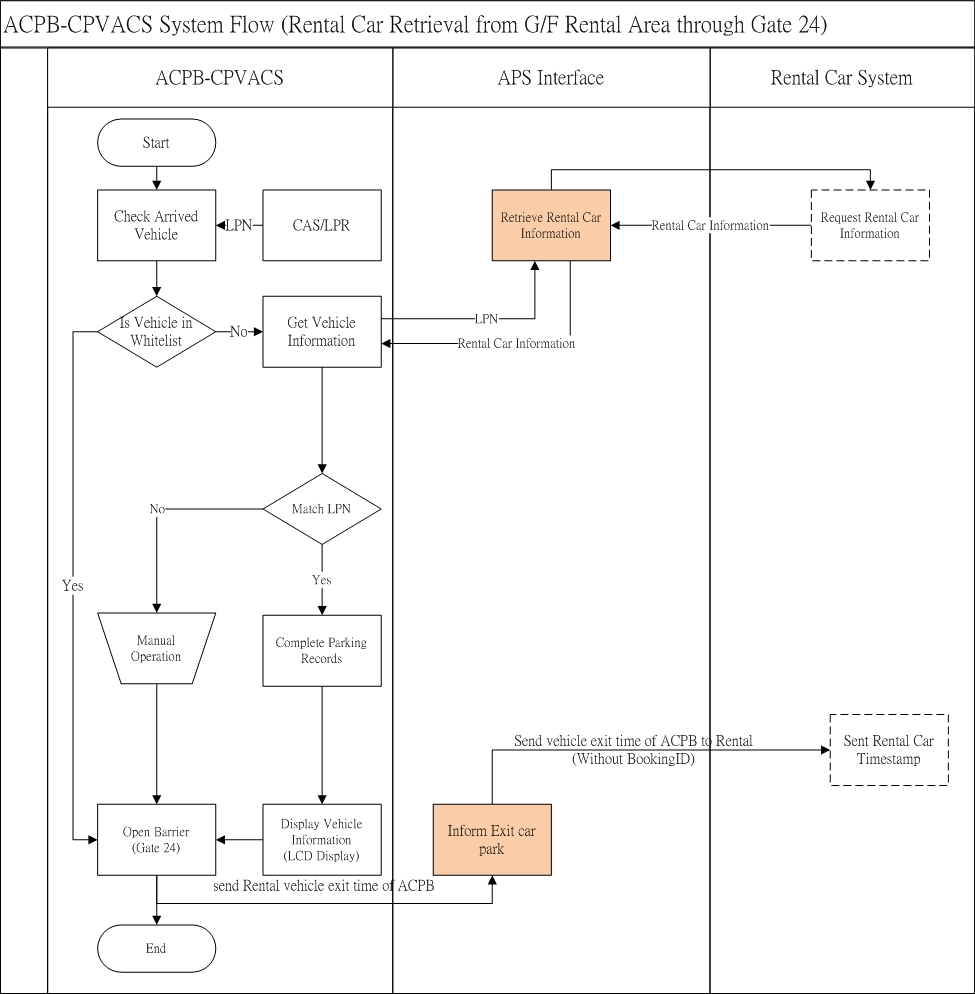 ACPB-CPVACS System Flow (Rental Car Retrieval from G/F Rental Area through Gate 24)
ACPB-CPVACS
APS Interface
Rental Car System
Start
Check Arrived
Vehicle
LPN
CAS/LPR
Retrieve Rental Car
Information
Rental Car Information
Request Rental Car
Information
Is Vehicle in
Whitelist
No
Get Vehicle
Information
LPN
Rental Car Information
Match LPN
No
Yes
Yes
Manual
Operation
Complete Parking
Records
Send vehicle exit time of ACPB to Rental
(Without BookingID)
Sent Rental Car
Timestamp
Open Barrier
(Gate 24)
Display Vehicle
Information
(LCD Display)
Inform Exit car
park
send Rental vehicle exit time of ACPB
End